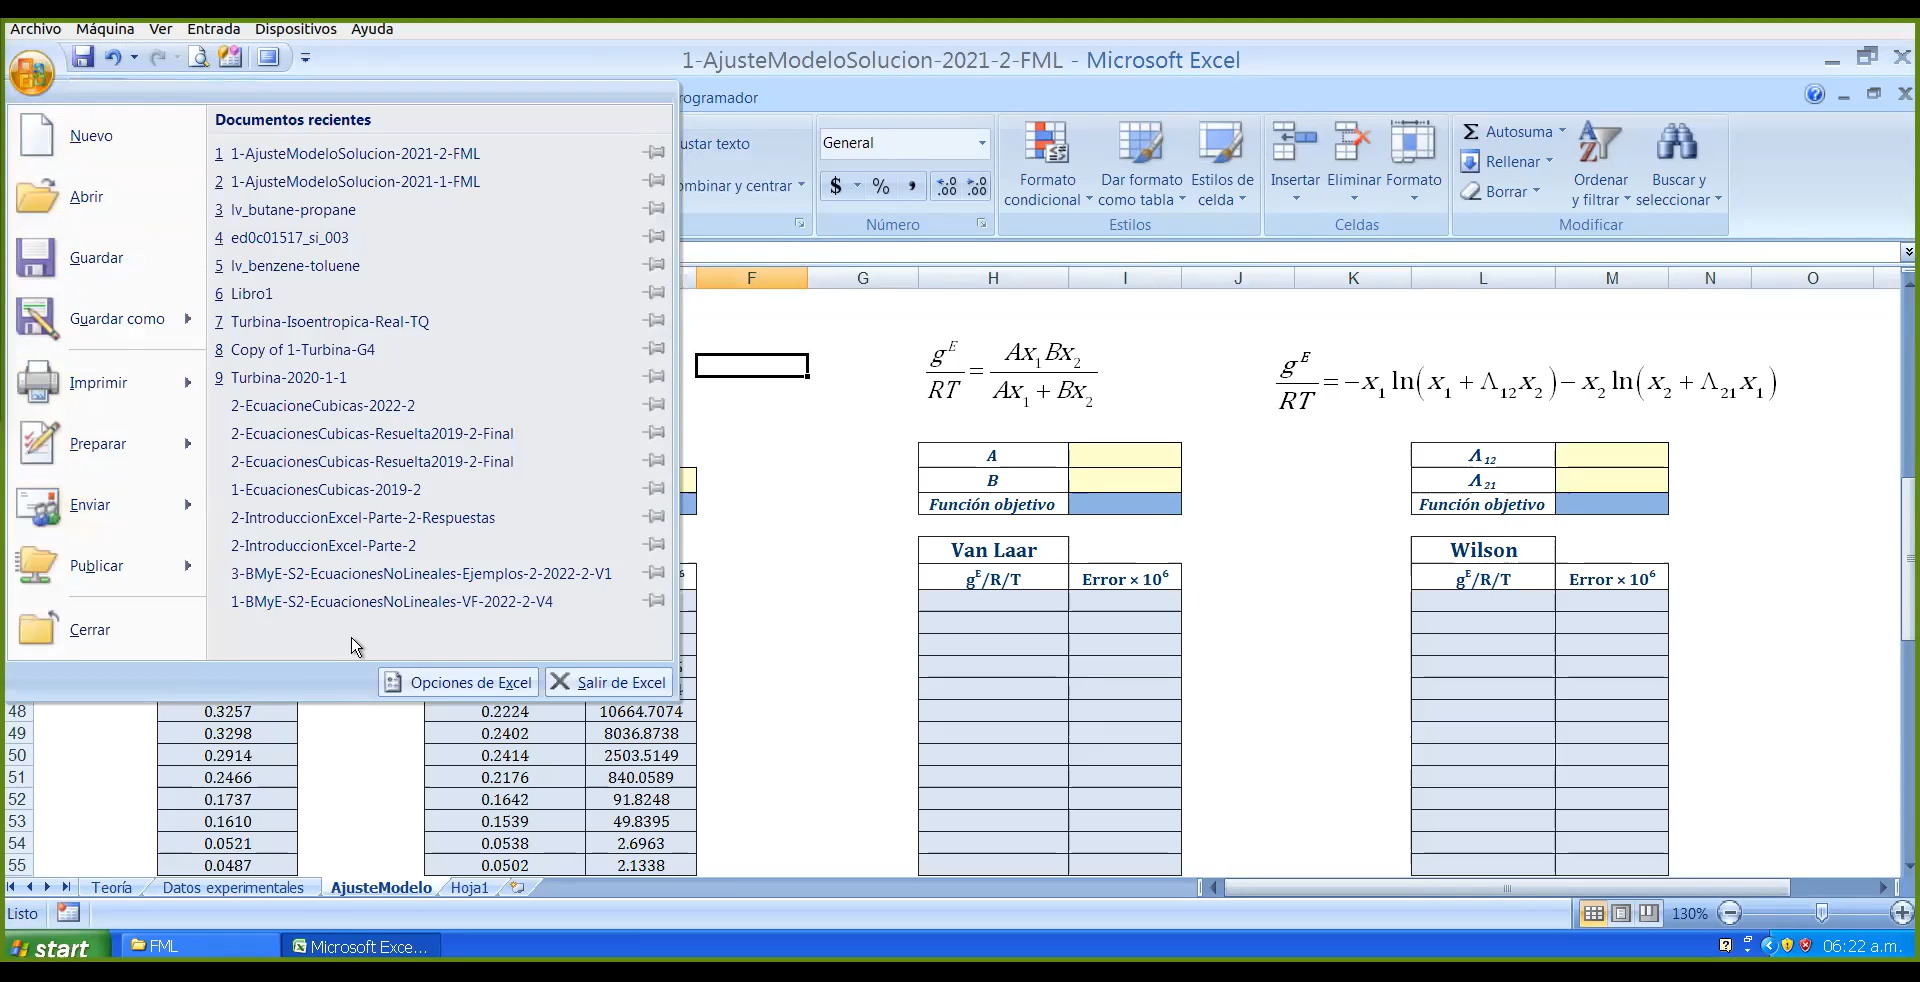 Archivo Máquina Ver Entrada Dispositivos Ayuda
1-AjusteModeloSolucion-2021-2-FML - Microsoft Excel
rogramador
Nuevo
Abrir
Guardar
Guardar como
Imprimir
Preparar
Enviar
Publicar
Cerrar
Documentos recientes
1 1-AjusteModeloSolucion-2021-2-FML
2 1-AjusteModeloSolucion-2021-1-FML
3 lv_butane-propane
4 ed0c01517_si_003
5 lv_benzene-toluene
6 Libro1
7 Turbina-Isoentropica-Real-TQ
8 Copy of 1-Turbina-G4
9 Turbina-2020-1-1
2-EcuacioneCubicas-2022-2
2-EcuacionesCubicas-Resuelta2019-2-Final
2-EcuacionesCubicas-Resuelta2019-2-Final
1-EcuacionesCubicas-2019-2
2-IntroduccionExcel-Parte-2-Respuestas
2-IntroduccionExcel-Parte-2
3-BMyE-S2-EcuacionesNoLineales-Ejemplos-2-2022-2-V1
1-BMyE-S2-EcuacionesNoLineales-VF-2022-2-V4
Opciones de Excel Salir de Excel
ustar texto
ombinar y centrar
General
$ % ,
Número
Formato condicional
Dar formato como tabla
Estilos de celda
Estilos
Insertar Eliminar Formato
Celdas
Σ Autosuma
Rellenar
Borrar
Ordenar y filtrar
Buscar y seleccionar
Modificar
F G H I J K L M N O
g^E/RT = Ax₁Bx₂/(Ax₁ + Bx₂)
g^E/RT = −x₁ ln(x₁ + Λ₁₂x₂) − x₂ ln(x₂ + Λ₂₁x₁)
A
B
Función objetivo
Λ₁₂
Λ₂₁
Función objetivo
Van Laar
g^E/R/T Error × 10⁶
Wilson
g^E/R/T Error × 10⁶
48 0.3257 0.2224 10664.7074
49 0.3298 0.2402 8036.8738
50 0.2914 0.2414 2503.5149
51 0.2466 0.2176 840.0589
52 0.1737 0.1642 91.8248
53 0.1610 0.1539 49.8395
54 0.0521 0.0538 2.6963
55 0.0487 0.0502 2.1338
Teoría Datos experimentales AjusteModelo Hoja1
Listo 130%
start FML Microsoft Exce... 06:22 a.m.